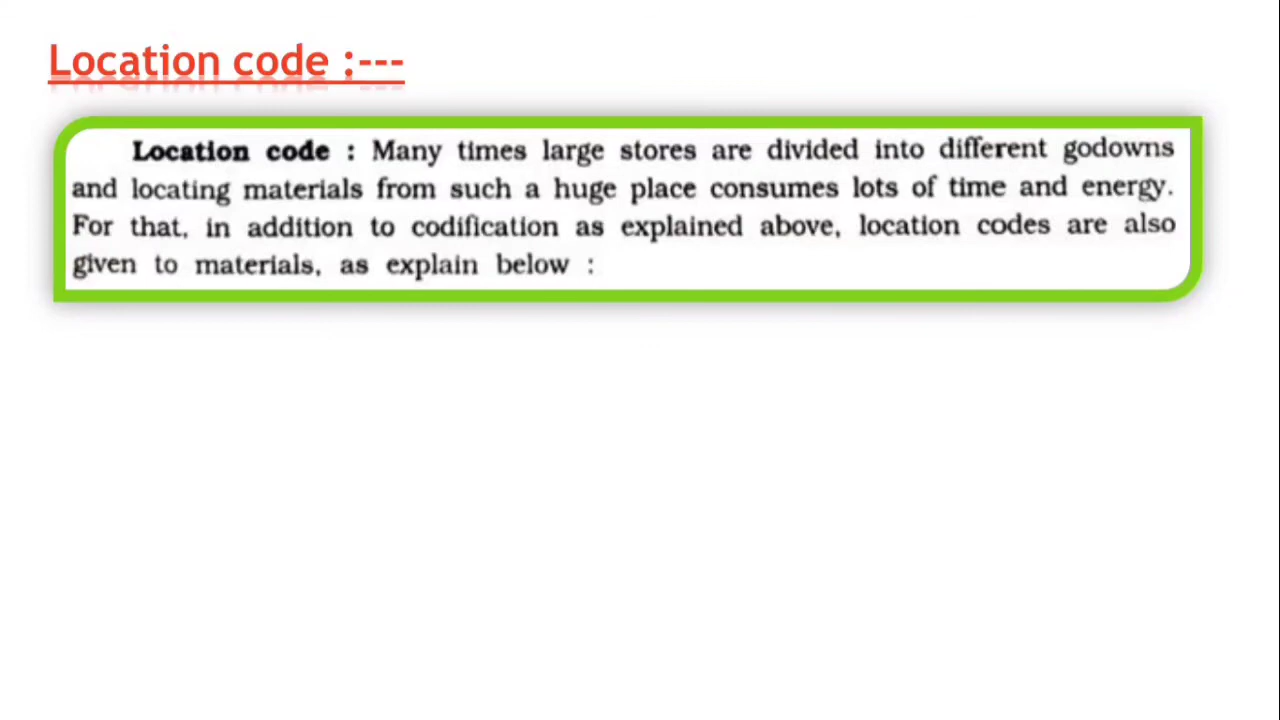 Location code :---
Location code : Many times large stores are divided into different godowns
and locating materials from such a huge place consumes lots of time and energy.
For that, in addition to codification as explained above, location codes are also
given to materials, as explain below :